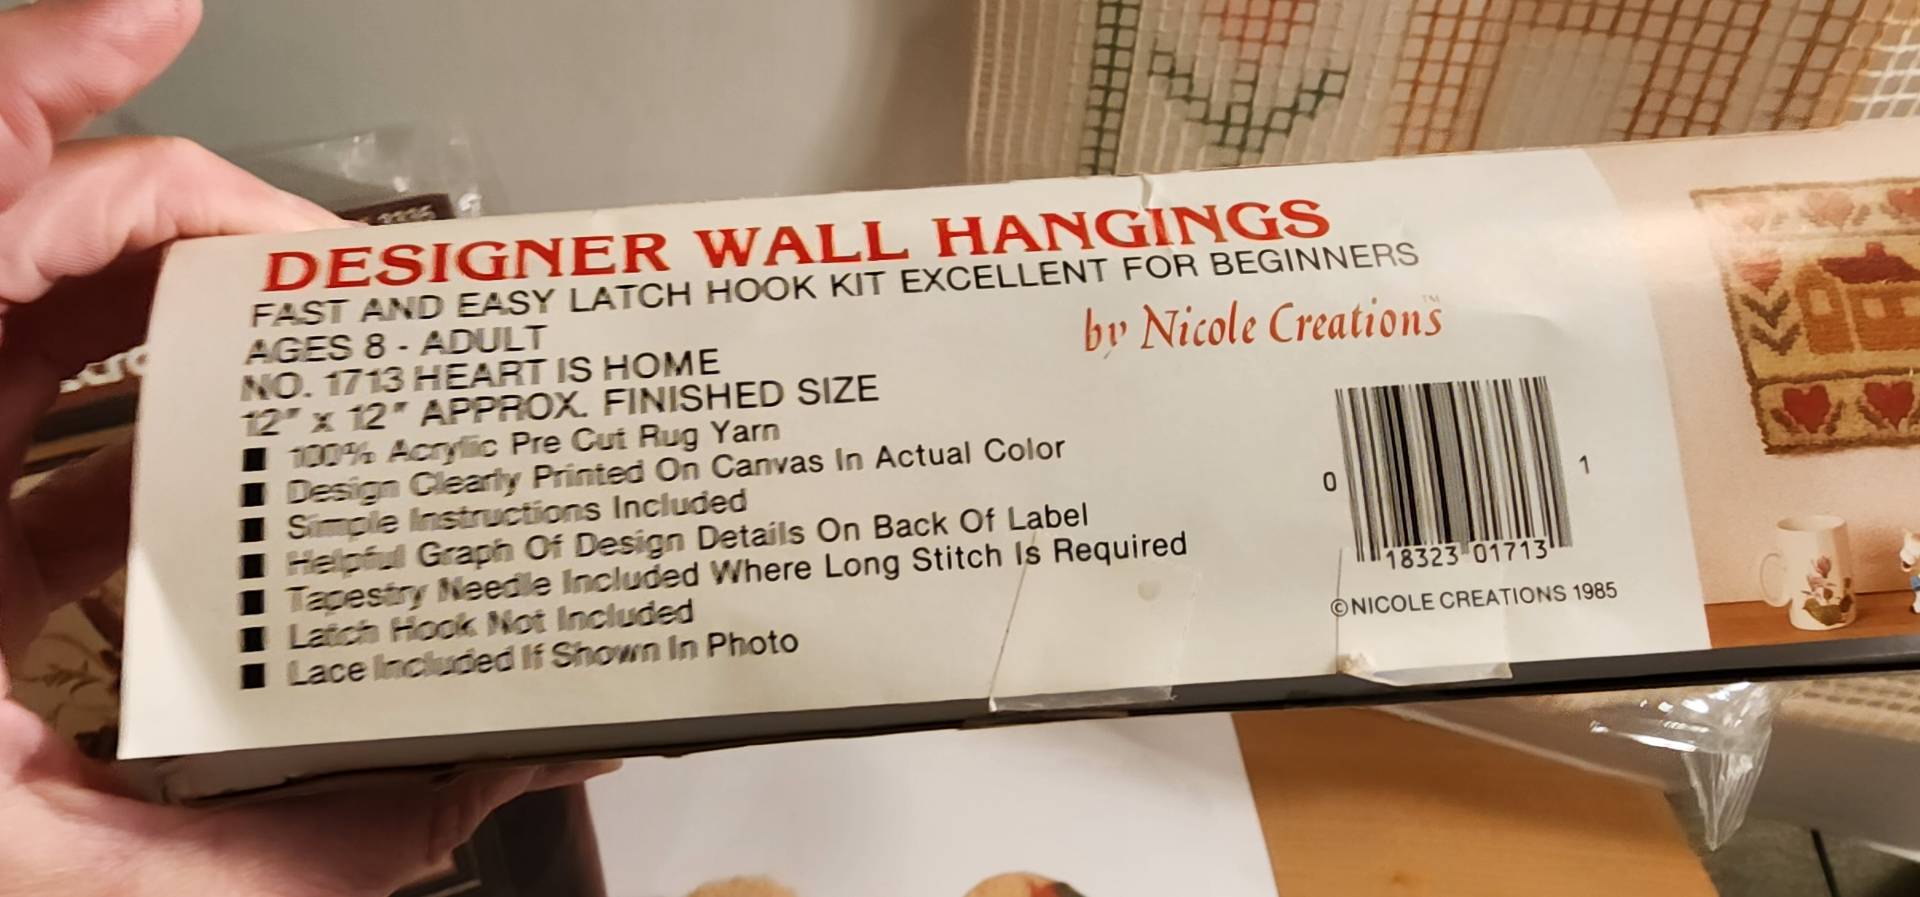 DESIGNER WALL HANGINGS
FAST AND EASY LATCH HOOK KIT EXCELLENT FOR BEGINNERS
AGES 8 - ADULT
by Nicole Creations™
NO. 1713 HEART IS HOME
12" x 12" APPROX. FINISHED SIZE
■ 100% Acrylic Pre Cut Rug Yarn
■ Design Clearly Printed On Canvas In Actual Color
■ Simple Instructions Included
■ Helpful Graph Of Design Details On Back Of Label
■ Tapestry Needle Included Where Long Stitch Is Required
■ Latch Hook Not Included
■ Lace Included If Shown In Photo
0 18323 01713 1
©NICOLE CREATIONS 1985